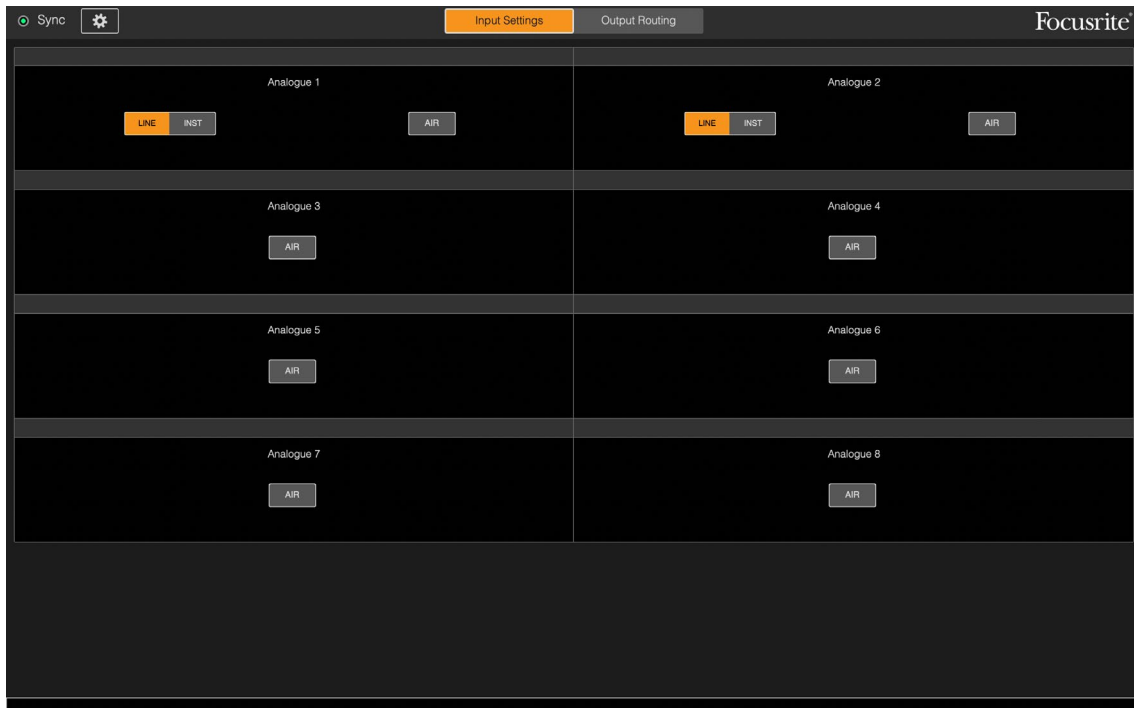 Sync Input Settings Output Routing Focusrite®
Analogue 1 Analogue 2
LINE INST AIR LINE INST AIR
Analogue 3 Analogue 4
AIR AIR
Analogue 5 Analogue 6
AIR AIR
Analogue 7 Analogue 8
AIR AIR